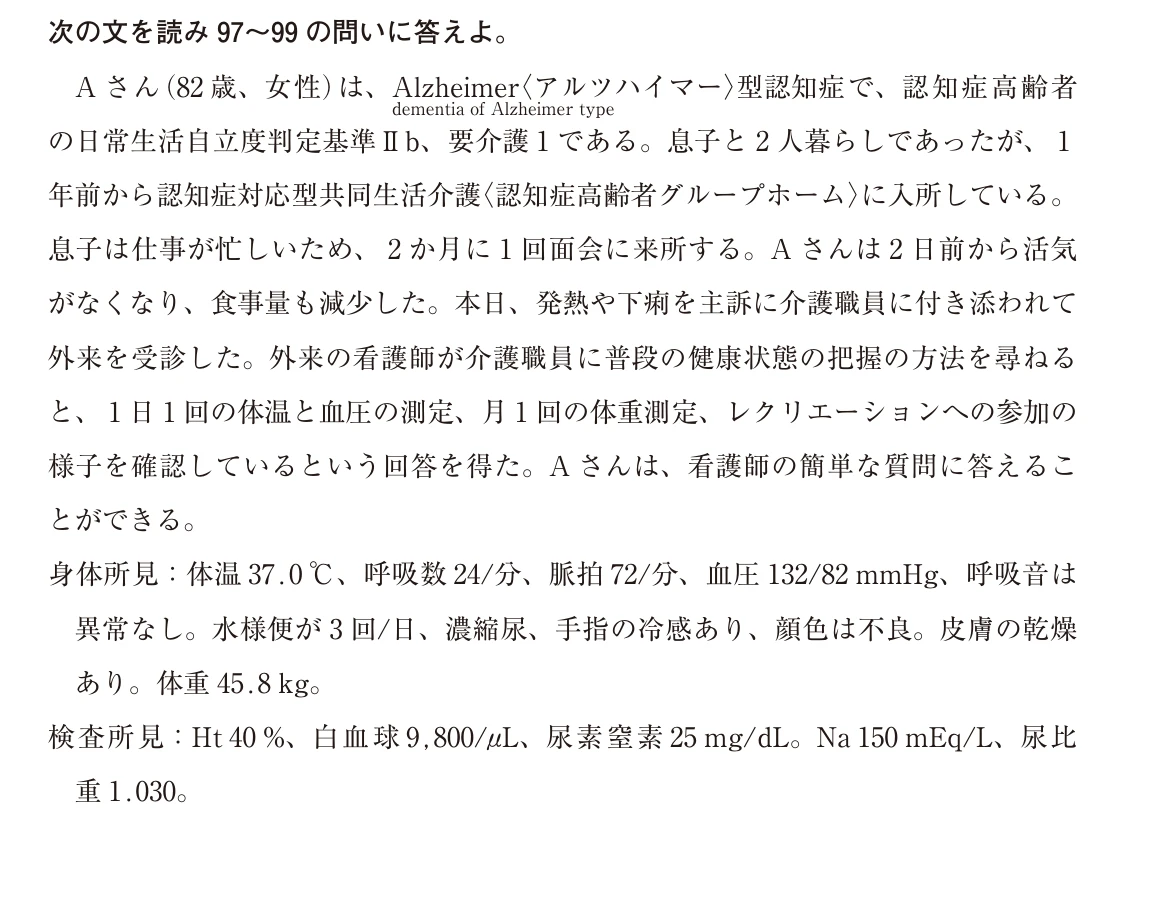 次の文を読み 97〜99 の問いに答えよ。
A さん(82 歳、女性)は、Alzheimer〈アルツハイマー〉型認知症で、認知症高齢者
dementia of Alzheimer type
の日常生活自立度判定基準Ⅱb、要介護 1 である。息子と 2 人暮らしであったが、 1
年前から認知症対応型共同生活介護〈認知症高齢者グループホーム〉に入所している。
息子は仕事が忙しいため、 2 か月に 1 回面会に来所する。A さんは 2 日前から活気
がなくなり、食事量も減少した。本日、発熱や下痢を主訴に介護職員に付き添われて
外来を受診した。外来の看護師が介護職員に普段の健康状態の把握の方法を尋ねる
と、 1 日 1 回の体温と血圧の測定、月 1 回の体重測定、レクリエーションへの参加の
様子を確認しているという回答を得た。A さんは、看護師の簡単な質問に答えるこ
とができる。
身体所見：体温 37.0 ℃、呼吸数 24/分、脈拍 72/分、血圧 132/82 mmHg、呼吸音は
異常なし。水様便が 3 回/日、濃縮尿、手指の冷感あり、顔色は不良。皮膚の乾燥
あり。体重 45.8 kg。
検査所見：Ht 40 %、白血球 9,800/μL、尿素窒素 25 mg/dL。Na 150 mEq/L、尿比
重 1.030。